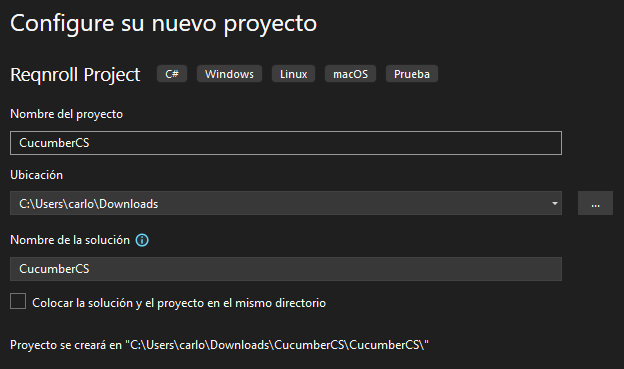 Configure su nuevo proyecto
Reqnroll Project C# Windows Linux macOS Prueba
Nombre del proyecto
CucumberCS
Ubicación
C:\Users\carlo\Downloads ...
Nombre de la solución
CucumberCS
Colocar la solución y el proyecto en el mismo directorio
Proyecto se creará en "C:\Users\carlo\Downloads\CucumberCS\CucumberCS\"